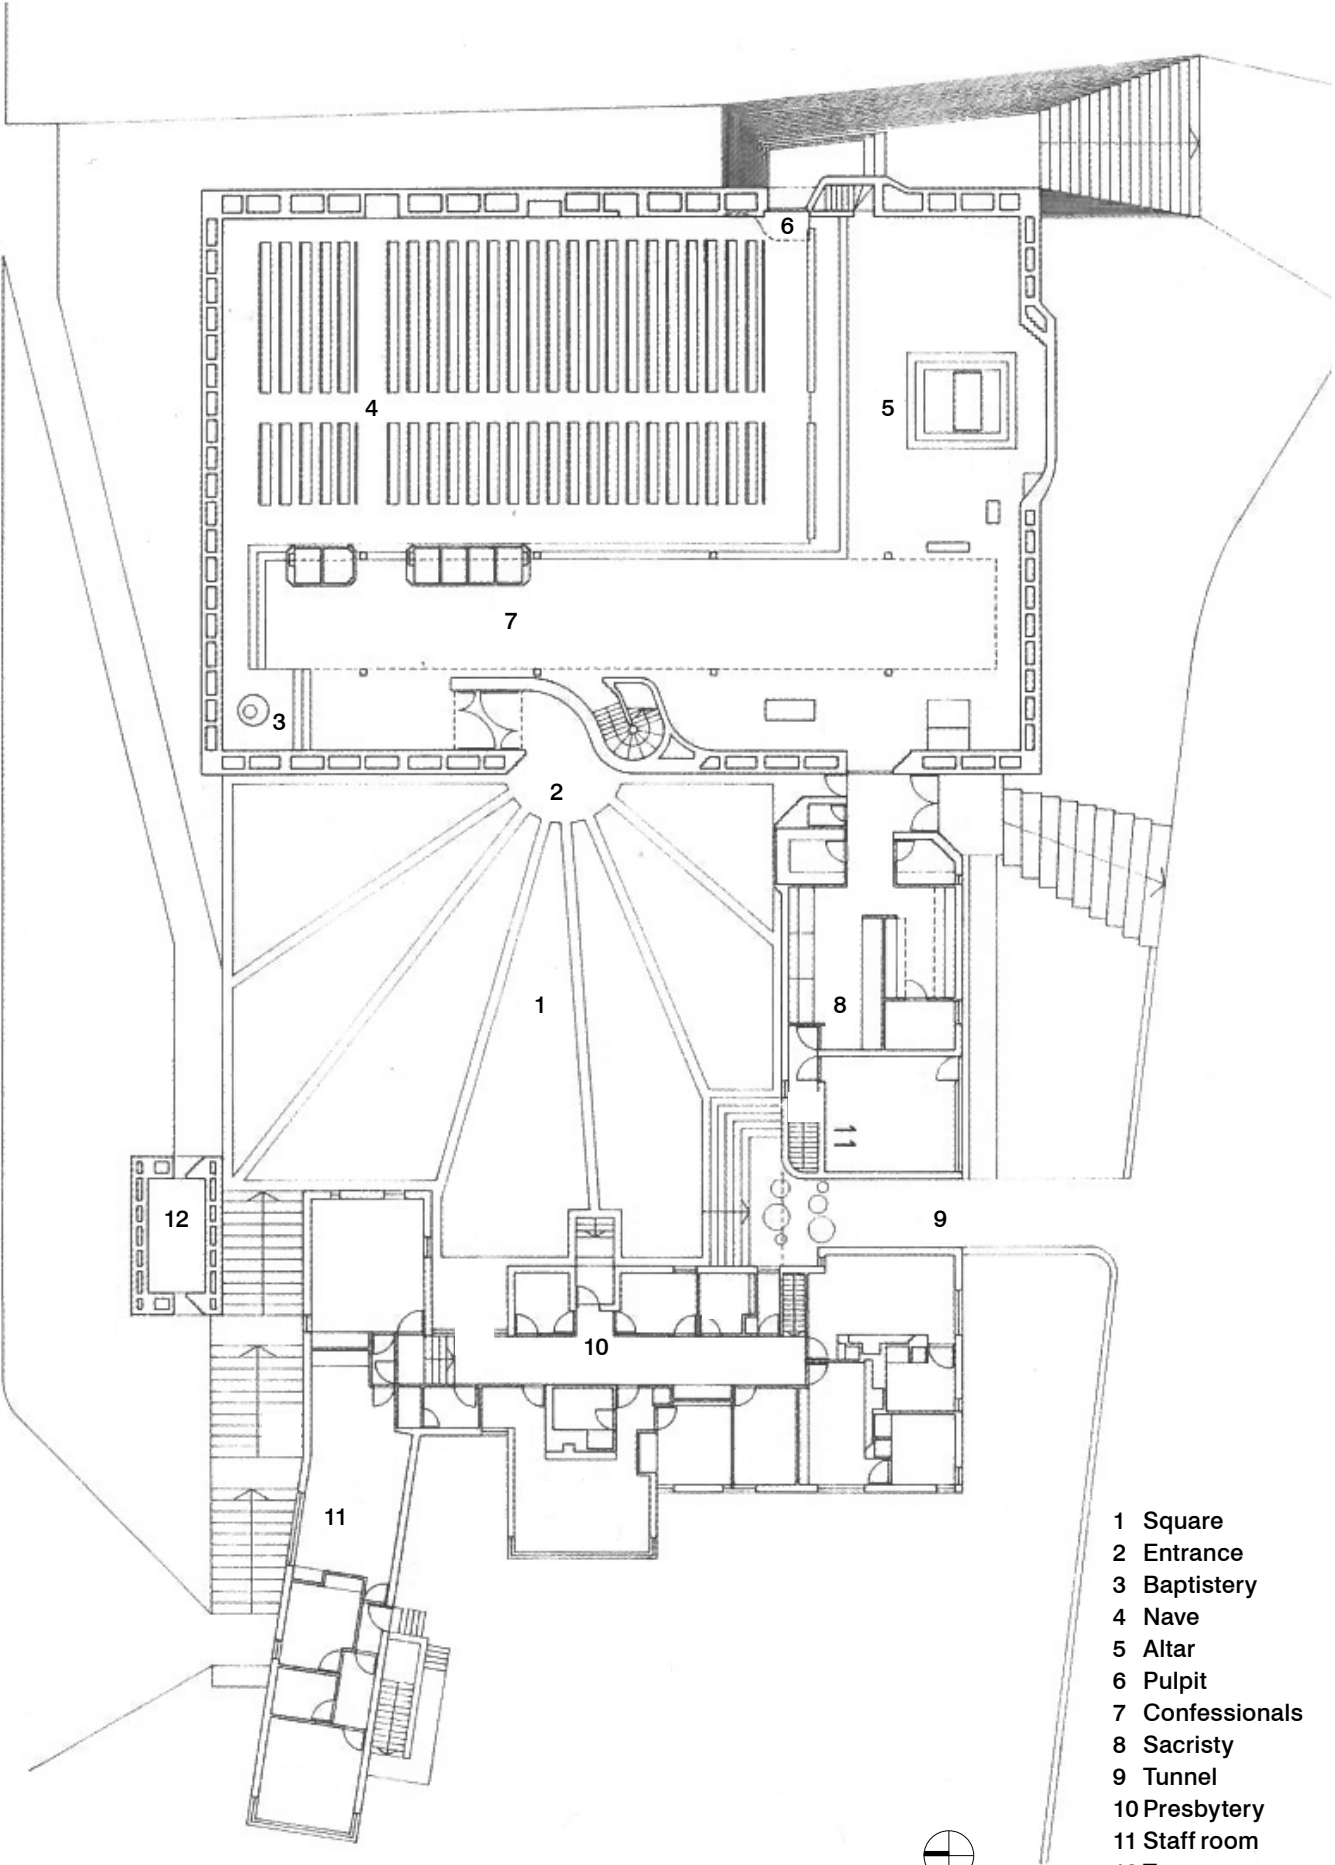 6
4
5
7
3
2
1
8
11
12
9
10
11
1 Square
2 Entrance
3 Baptistery
4 Nave
5 Altar
6 Pulpit
7 Confessionals
8 Sacristy
9 Tunnel
10 Presbytery
11 Staff room